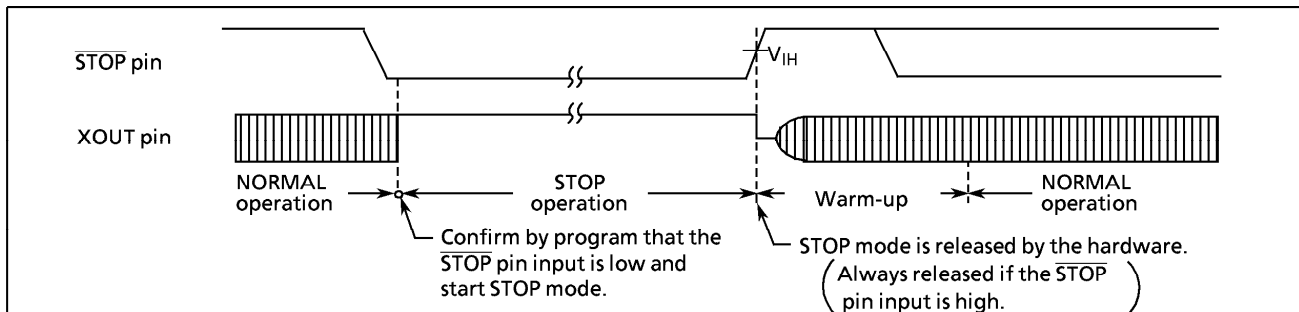 STOP pin
VIH
XOUT pin
NORMAL operation
STOP operation
Warm-up
NORMAL operation
Confirm by program that the
STOP pin input is low and
start STOP mode.
STOP mode is released by the hardware.
(Always released if the STOP
pin input is high.)